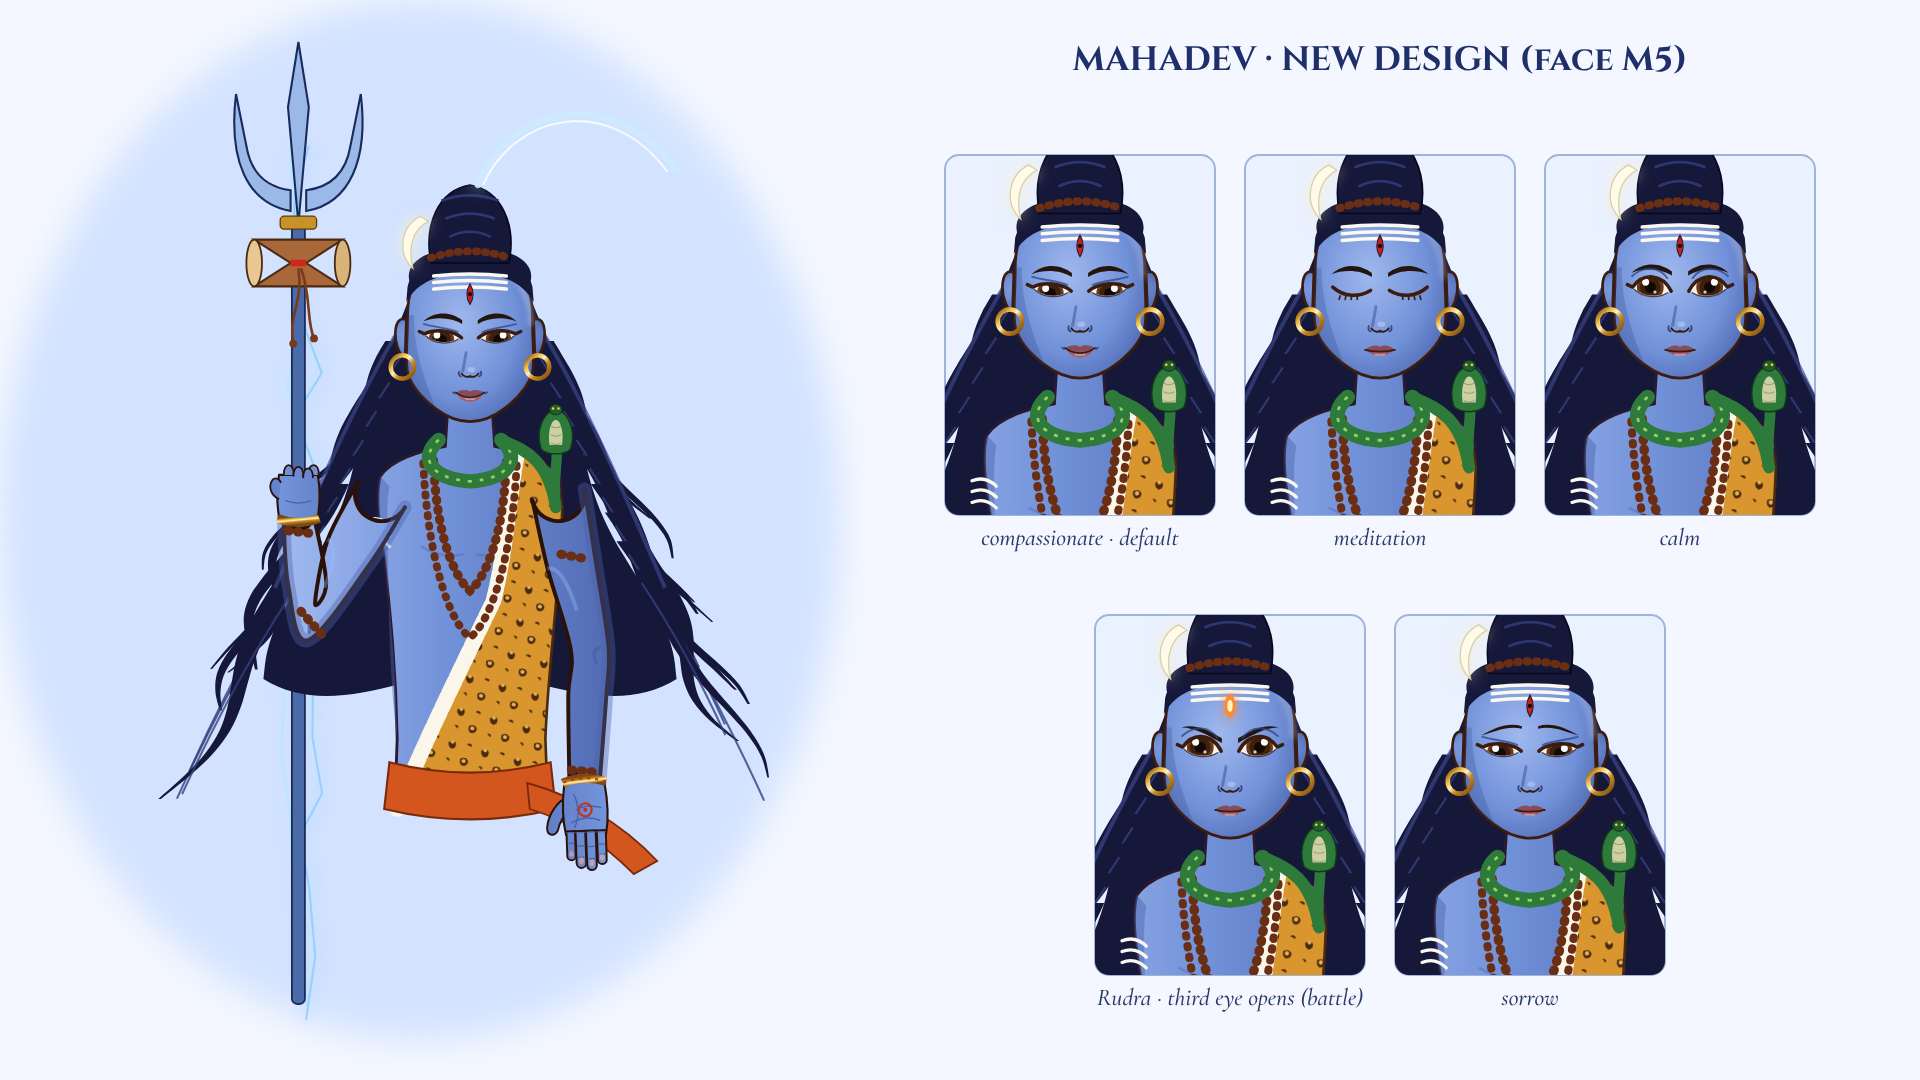 MAHADEV · NEW DESIGN (FACE M5)
compassionate · default
meditation
calm
Rudra · third eye opens (battle)
sorrow